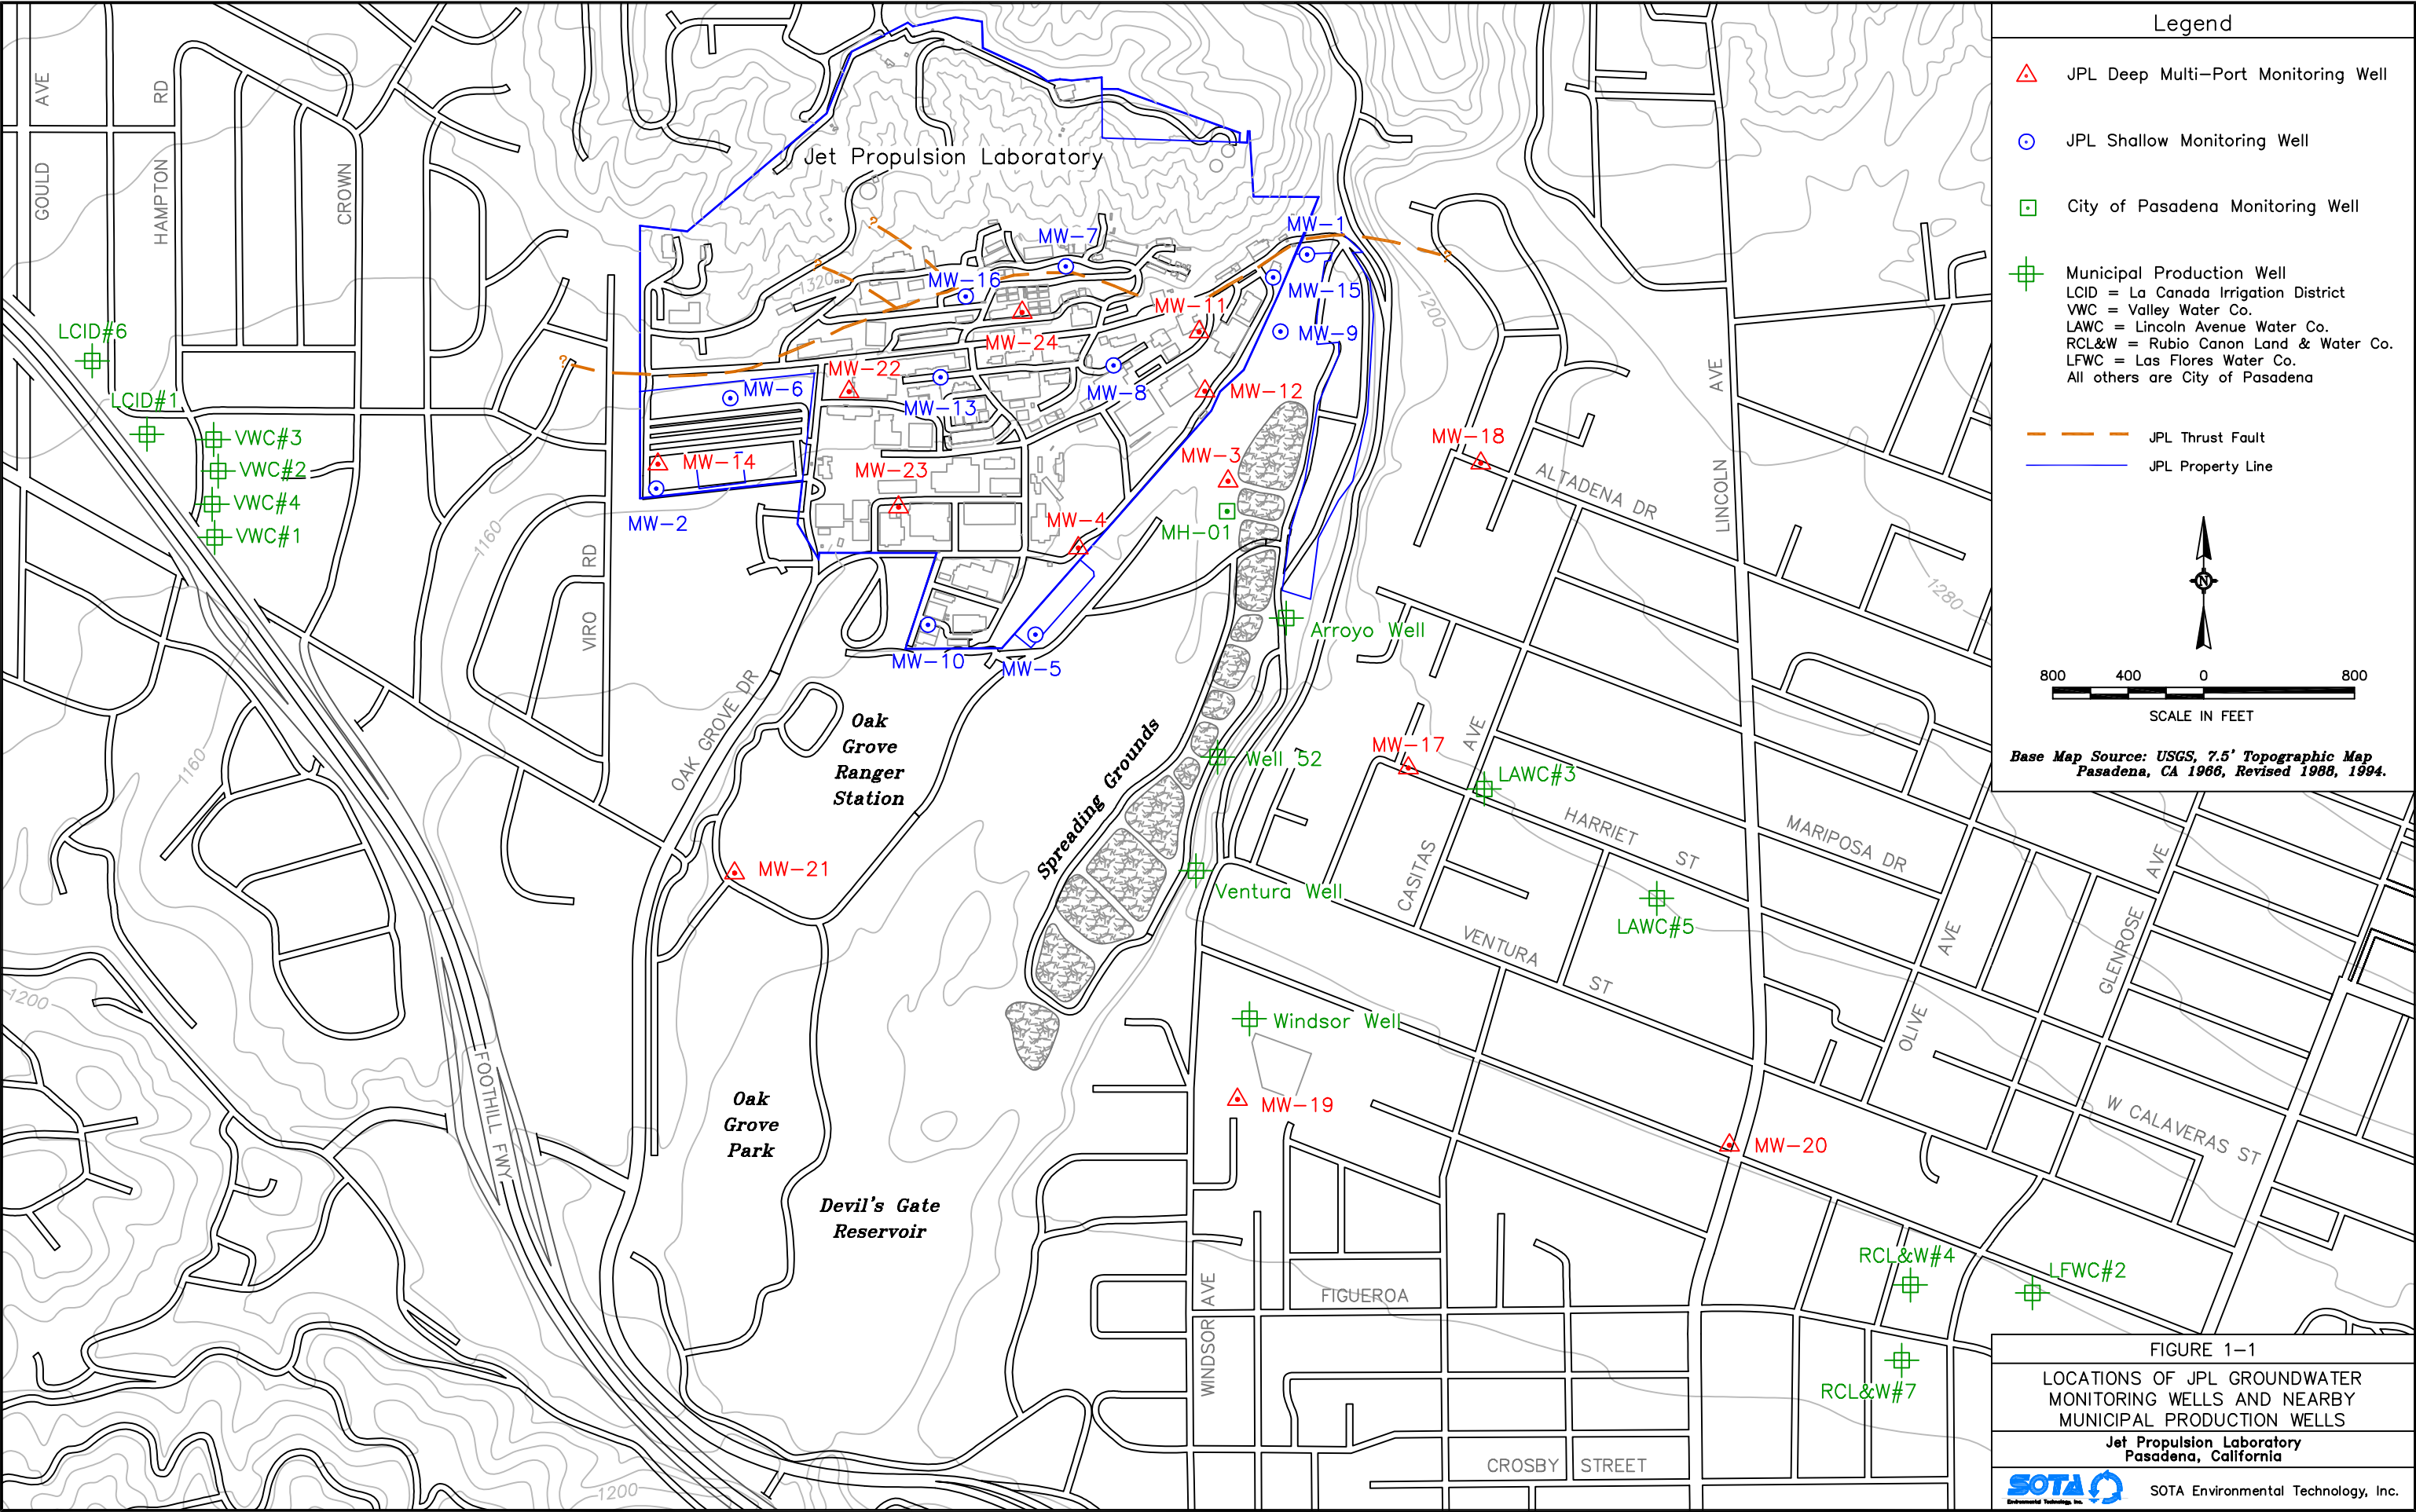 Legend
JPL Deep Multi-Port Monitoring Well
JPL Shallow Monitoring Well
City of Pasadena Monitoring Well
Municipal Production Well
LCID = La Canada Irrigation District
VWC = Valley Water Co.
LAWC = Lincoln Avenue Water Co.
RCL&W = Rubio Canon Land & Water Co.
LFWC = Las Flores Water Co.
All others are City of Pasadena
JPL Thrust Fault
JPL Property Line
N
800 400 0 800
SCALE IN FEET
Base Map Source: USGS, 7.5' Topographic Map
Pasadena, CA 1966, Revised 1988, 1994.
GOULD AVE
HAMPTON RD
CROWN
Jet Propulsion Laboratory
?
?
?
?
1320
1200
MW-1
MW-7
MW-16
MW-15
MW-11
MW-9
MW-24
MW-22
MW-6
MW-13
MW-8
MW-12
LCID#6
LCID#1
VWC#3
VWC#2
VWC#4
VWC#1
MW-14
MW-23
MW-3
MW-18
MW-2
MW-4
MH-01
ALTADENA DR
LINCOLN AVE
1160
1280
VIRO RD
Arroyo Well
MW-10
MW-5
OAK GROVE DR
Oak
Grove
Ranger
Station
Spreading Grounds
Well 52
MW-17
CASITAS AVE
LAWC#3
HARRIET ST
MARIPOSA DR
1160
MW-21
Ventura Well
LAWC#5
VENTURA ST
OLIVE AVE
GLENROSE AVE
1200
Windsor Well
FOOTHILL FWY
Oak
Grove
Park
MW-19
MW-20
W CALAVERAS ST
Devil's Gate
Reservoir
RCL&W#4
LFWC#2
WINDSOR AVE
FIGUEROA
RCL&W#7
CROSBY STREET
1200
FIGURE 1-1
LOCATIONS OF JPL GROUNDWATER
MONITORING WELLS AND NEARBY
MUNICIPAL PRODUCTION WELLS
Jet Propulsion Laboratory
Pasadena, California
SOTA
Environmental Technology, Inc.
SOTA Environmental Technology, Inc.